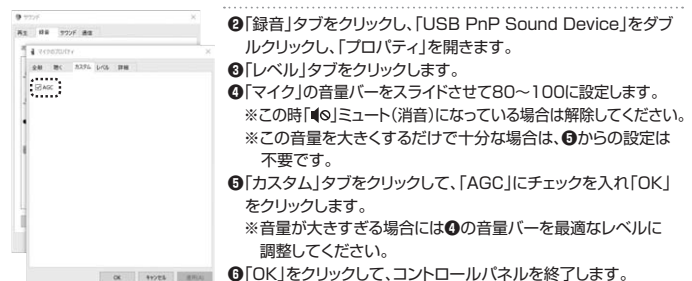 サウンド
再生 録音 サウンド 通信
マイクのプロパティ
全般 聴く カスタム レベル 詳細
AGC
OK キャンセル 適用(A)
❷「録音」タブをクリックし、「USB PnP Sound Device」をダブ
ルクリックし、「プロパティ」を開きます。
❸「レベル」タブをクリックします。
❹「マイク」の音量バーをスライドさせて80〜100に設定します。
※この時「」ミュート(消音)になっている場合は解除してください。
※この音量を大きくするだけで十分な場合は、❺からの設定は
不要です。
❺「カスタム」タブをクリックして、「AGC」にチェックを入れ「OK」
をクリックします。
※音量が大きすぎる場合には❹の音量バーを最適なレベルに
調整してください。
❻「OK」をクリックして、コントロールパネルを終了します。